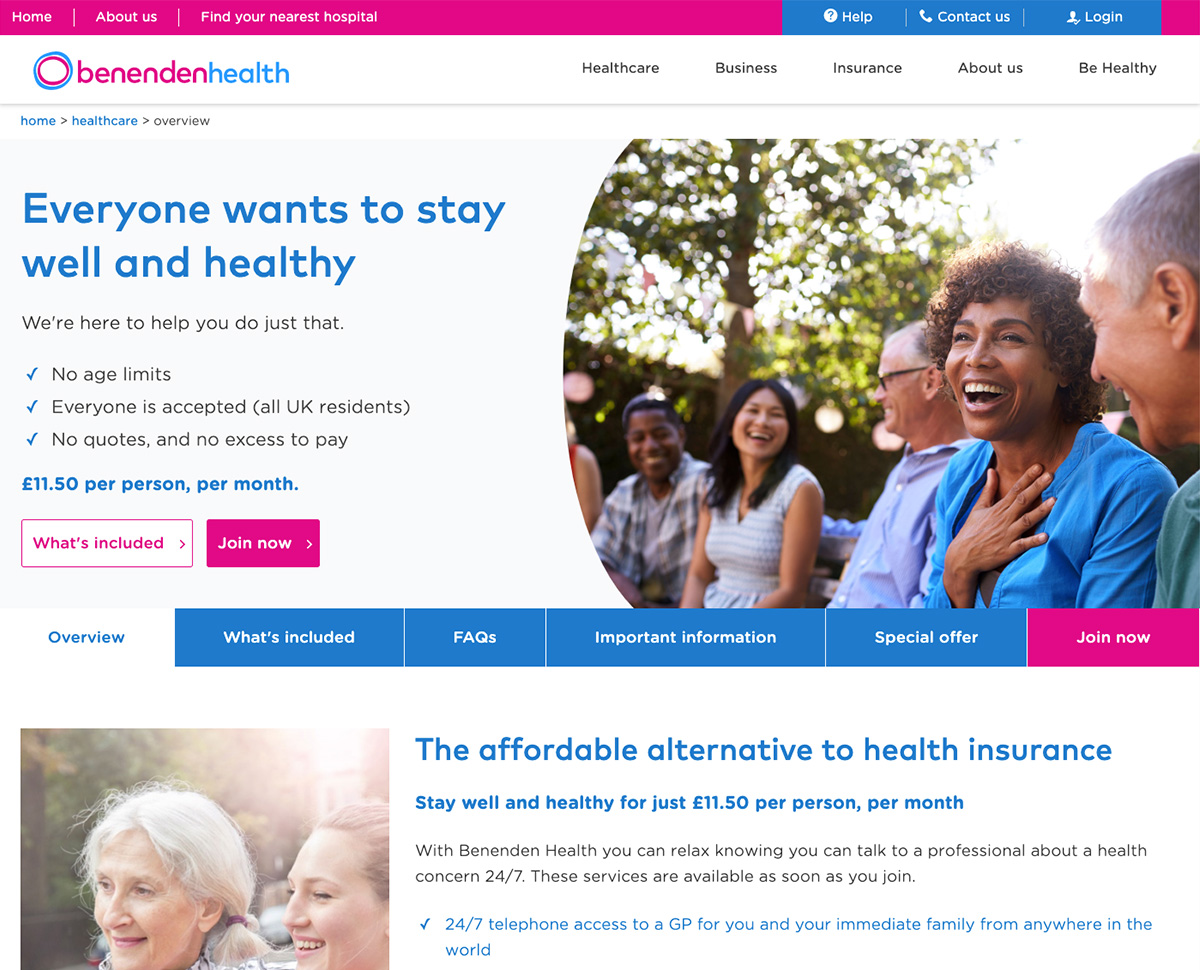 Home
About us
Find your nearest hospital
Help
Contact us
Login
benendenhealth
Healthcare
Business
Insurance
About us
Be Healthy
home > healthcare > overview
Everyone wants to stay
well and healthy
We're here to help you do just that.
No age limits
Everyone is accepted (all UK residents)
No quotes, and no excess to pay
£11.50 per person, per month.
What's included
Join now
Overview
What's included
FAQs
Important information
Special offer
Join now
The affordable alternative to health insurance
Stay well and healthy for just £11.50 per person, per month
With Benenden Health you can relax knowing you can talk to a professional about a health
concern 24/7. These services are available as soon as you join.
24/7 telephone access to a GP for you and your immediate family from anywhere in the
world